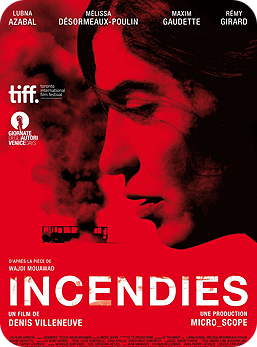 LUBNA
AZABAL
MÉLISSA
DÉSORMEAUX-POULIN
MAXIM
GAUDETTE
RÉMY
GIRARD
tiff.
toronto
international
film festival
GIORNATE
DEGLI AUTORI
VENICE DAYS
D'APRÈS LA PIÈCE DE
WAJDI MOUAWAD
INCENDIES
UN FILM DE
DENIS VILLENEUVE
UNE PRODUCTION
MICRO_SCOPE